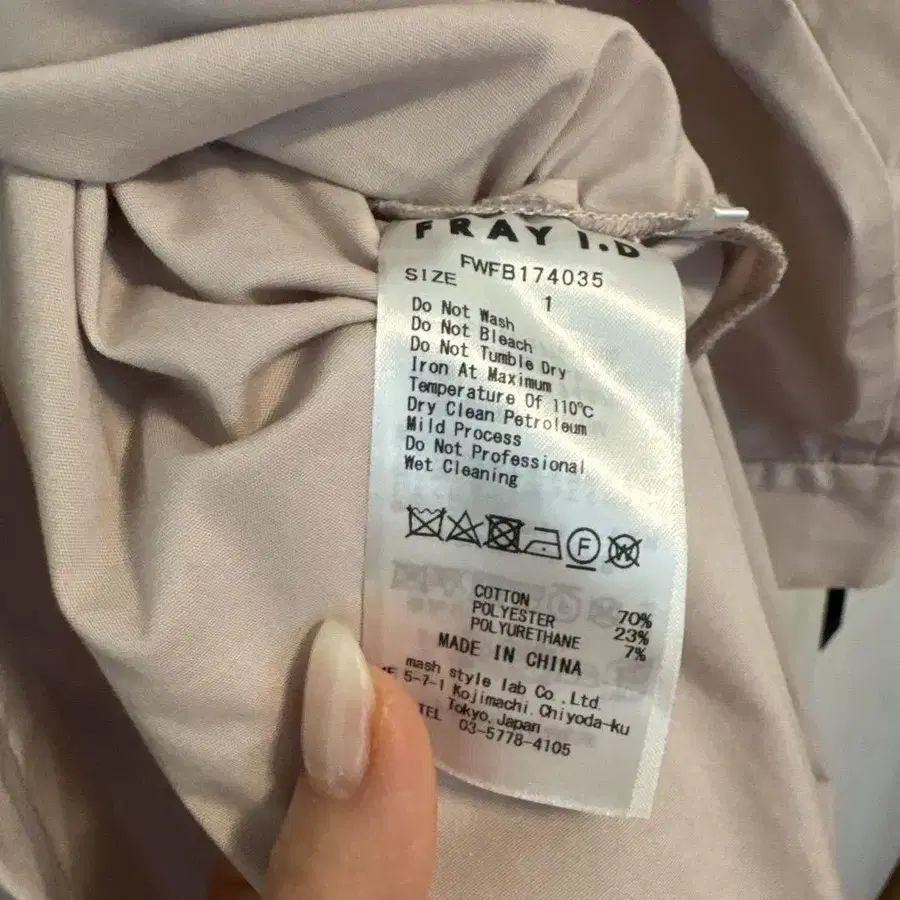 FRAY I.D
FWFB174035
SIZE 1
Do Not Wash
Do Not Bleach
Do Not Tumble Dry
Iron At Maximum
Temperature Of 110℃
Dry Clean Petroleum
Mild Process
Do Not Professional
Wet Cleaning
F W
COTTON 70%
POLYESTER 23%
POLYURETHANE 7%
MADE IN CHINA
mash style lab Co.,Ltd.
5-7-1 Kojimachi.Chiyoda-ku
Tokyo.Japan
TEL 03-5778-4105